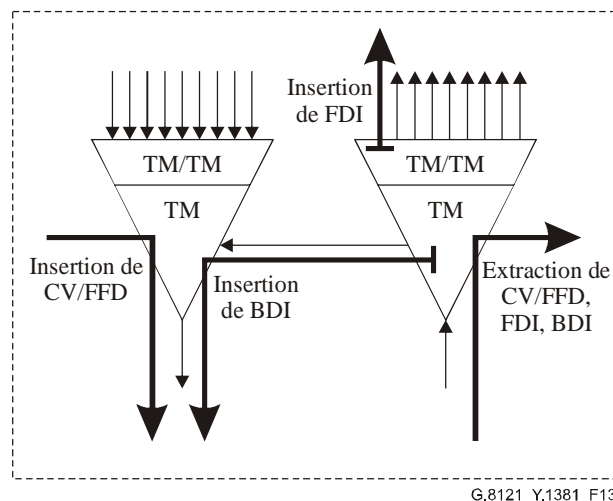 Insertion
de FDI
TM/TM
TM/TM
TM
TM
Insertion de
CV/FFD
Insertion
de BDI
Extraction de
CV/FFD,
FDI, BDI
G.8121_Y.1381_F13